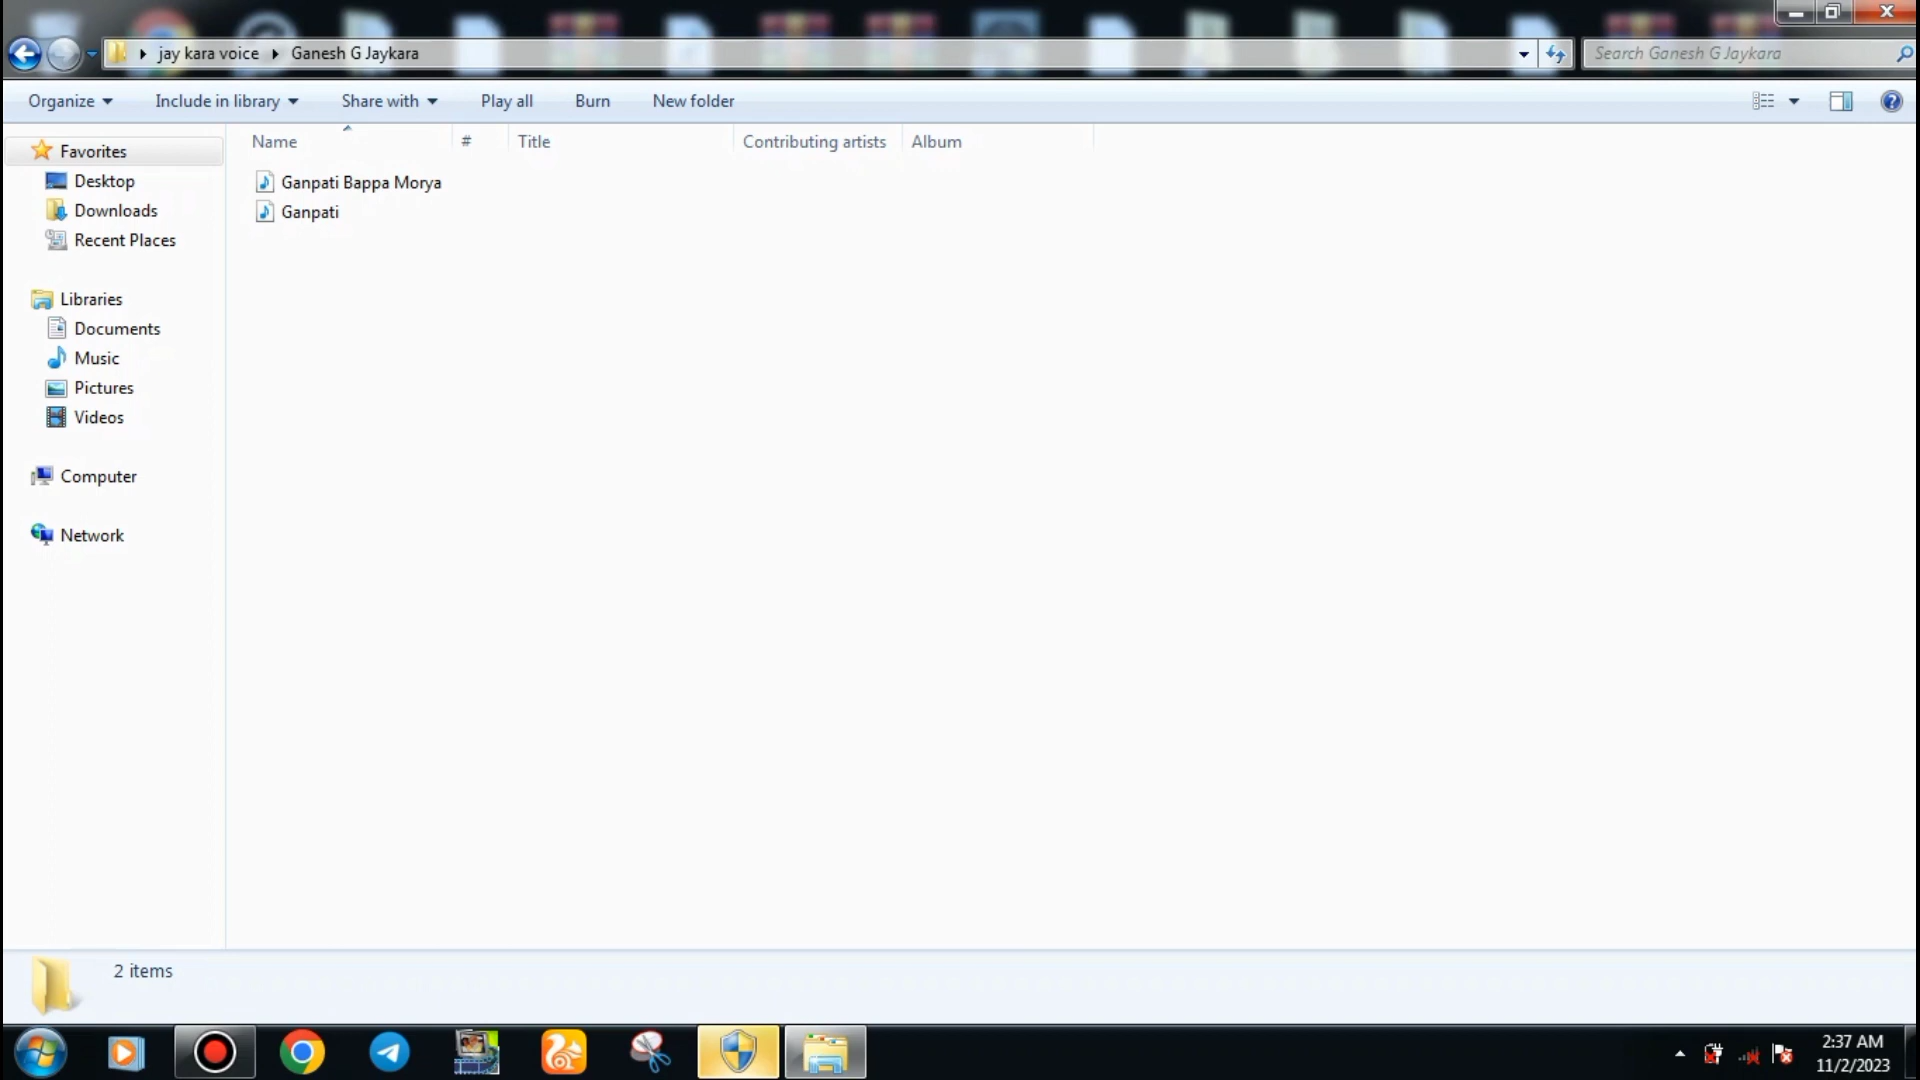 jay kara voice Ganesh G Jaykara
Search Ganesh G Jaykara
Organize Include in library Share with Play all Burn New folder
Name # Title Contributing artists Album
Favorites
Desktop
Downloads
Recent Places
Libraries
Documents
Music
Pictures
Videos
Computer
Network
Ganpati Bappa Morya
Ganpati
2 items
2:37 AM
11/2/2023